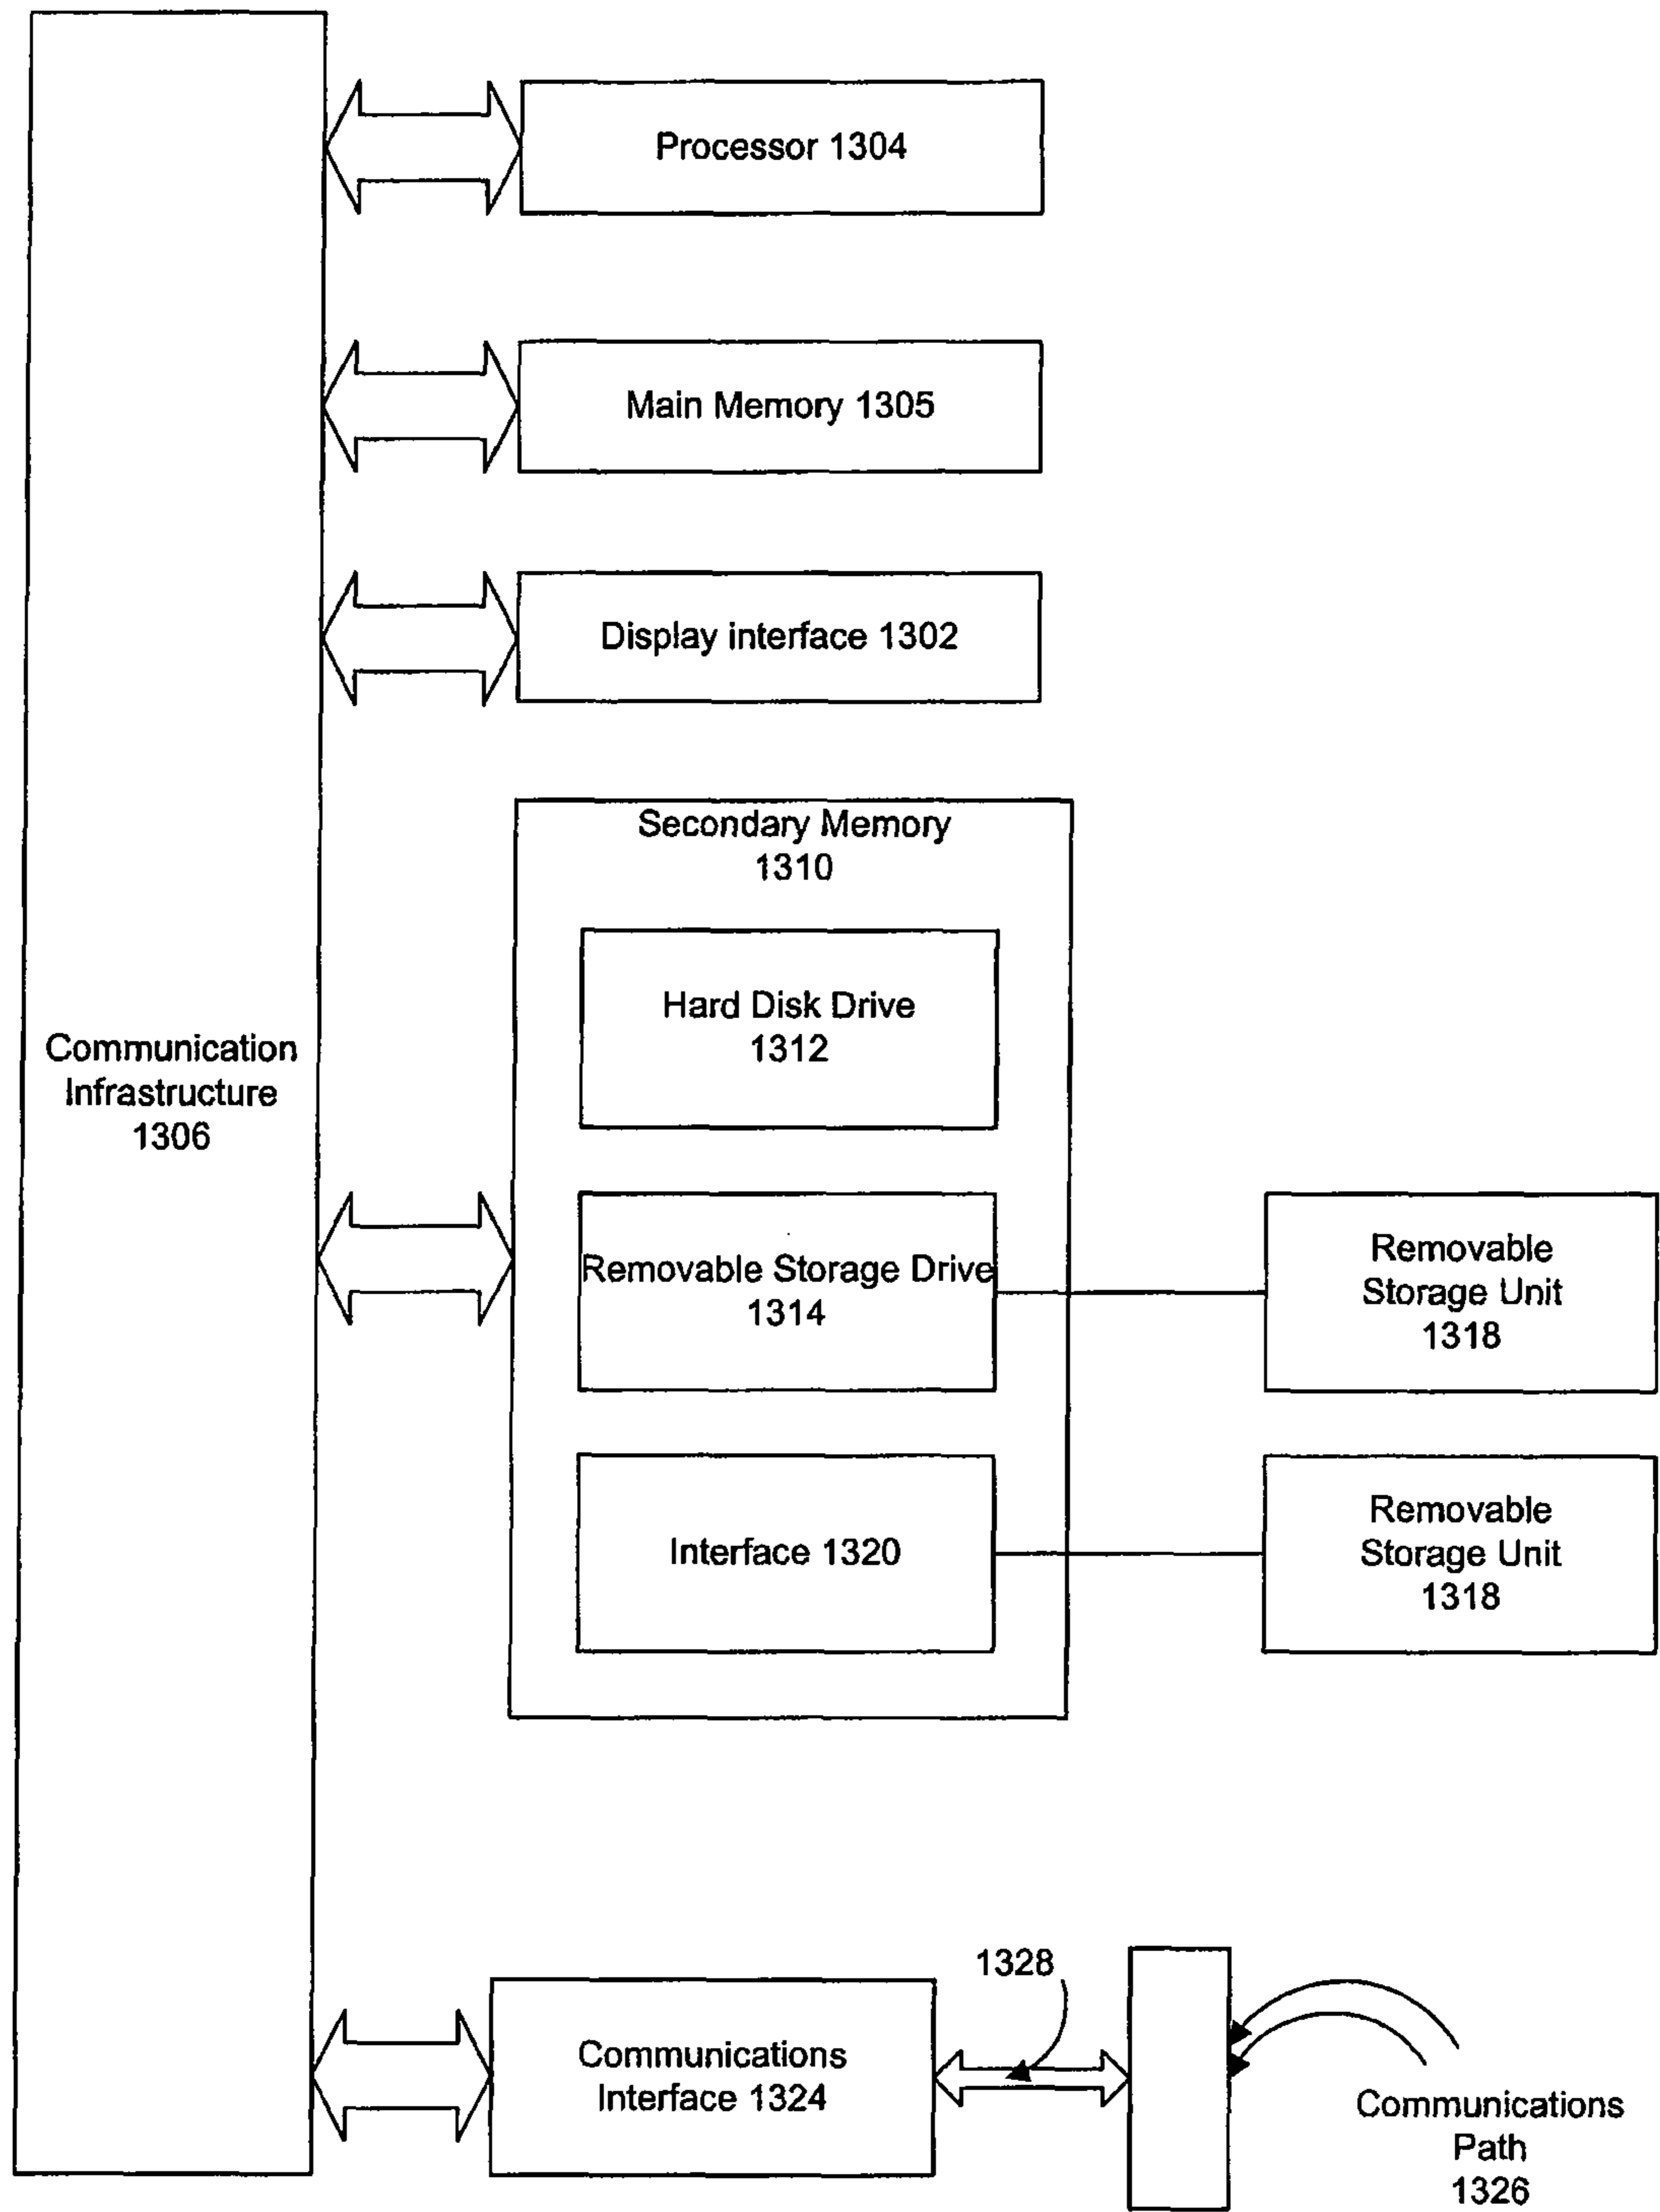 Processor 1304
Main Memory 1305
Display interface 1302
Secondary Memory
1310
Hard Disk Drive
1312
Communication
Infrastructure
1306
Removable Storage Drive
1314
Removable
Storage Unit
1318
Interface 1320
Removable
Storage Unit
1318
1328
Communications
Interface 1324
Communications
Path
1326